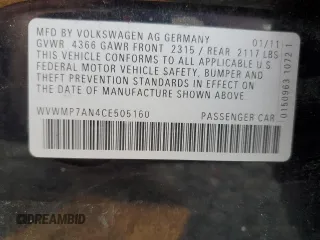 MFD BY VOLKSWAGEN AG GERMANY 01/11
GVWR 4366 GAWR FRONT 2315 / REAR 2117 LBS
THIS VEHICLE CONFORMS TO ALL APPLICABLE U.S
FEDERAL MOTOR VEHICLE SAFETY, BUMPER, AND
THEFT PREVENTION STANDARDS IN EFFECT ON THE
DATE OF MANUFACTURE SHOWN ABOVE.
WVWMP7AN4CE505160 PASSENGER CAR
© DREAMBID